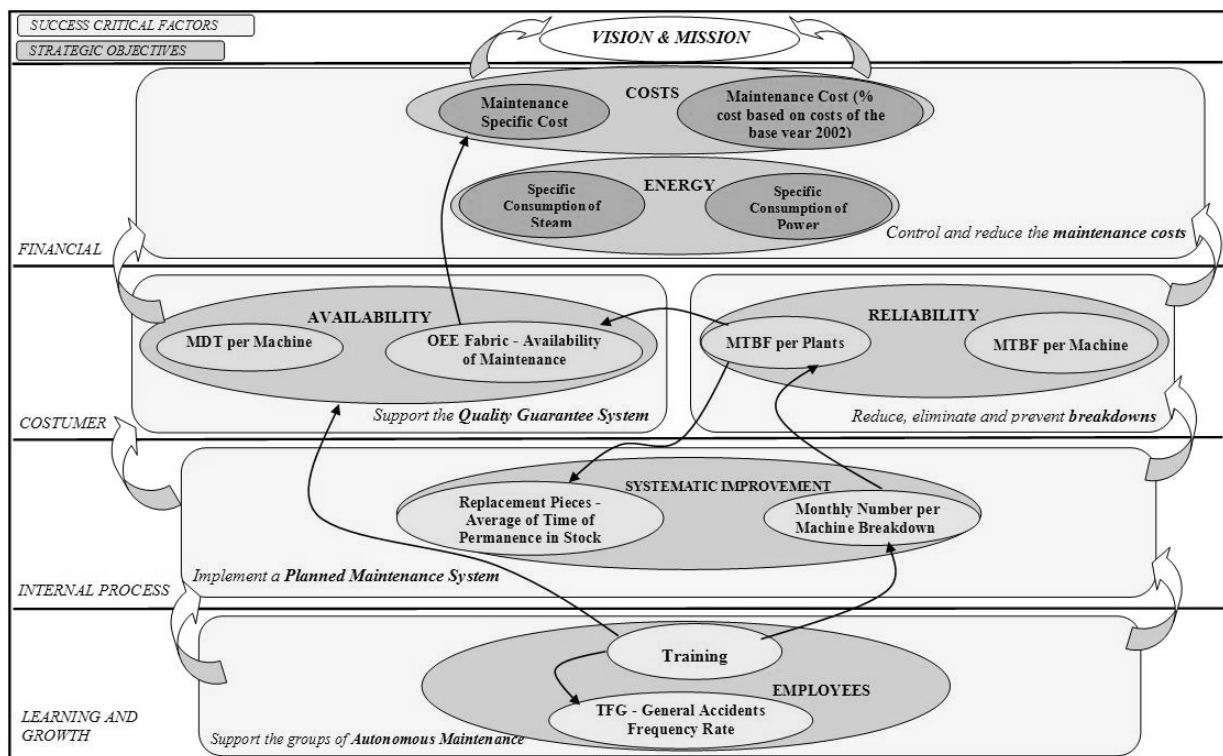 SUCCESS CRITICAL FACTORS
STRATEGIC OBJECTIVES
VISION & MISSION
COSTS
Maintenance
Specific Cost
Maintenance Cost (%
cost based on costs of the
base year 2002)
ENERGY
Specific
Consumption of
Steam
Specific
Consumption of
Power
Control and reduce the maintenance costs
FINANCIAL
AVAILABILITY
MDT per Machine
OEE Fabric - Availability
of Maintenance
Support the Quality Guarantee System
RELIABILITY
MTBF per Plants
MTBF per Machine
Reduce, eliminate and prevent breakdowns
COSTUMER
SYSTEMATIC IMPROVEMENT
Replacement Pieces -
Average of Time of
Permanence in Stock
Monthly Number per
Machine Breakdown
Implement a Planned Maintenance System
INTERNAL PROCESS
Training
EMPLOYEES
TFG - General Accidents
Frequency Rate
LEARNING AND
GROWTH
Support the groups of Autonomous Maintenance